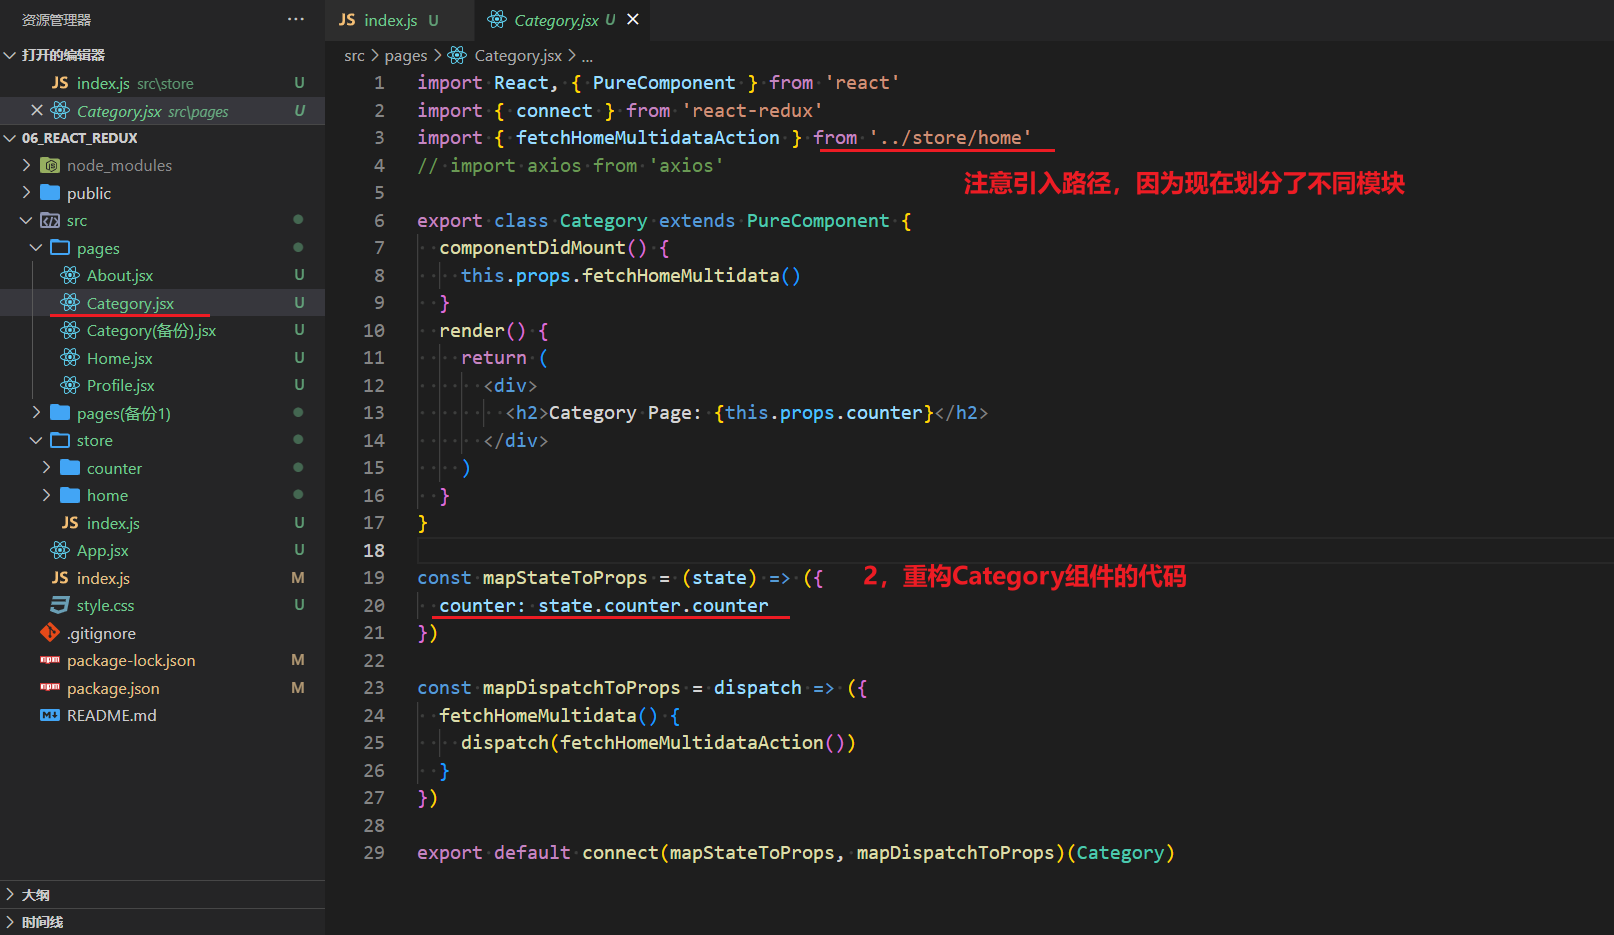 资源管理器 ···
打开的编辑器
JS index.js src\store U
Category.jsx src\pages U
06_REACT_REDUX
node_modules
public
src
pages
About.jsx U
Category.jsx U
Category(备份).jsx U
Home.jsx U
Profile.jsx U
pages(备份1)
store
counter
home
JS index.js U
App.jsx U
JS index.js M
style.css U
.gitignore
package-lock.json M
package.json M
README.md
大纲
时间线
JS index.js U
Category.jsx U
src > pages > Category.jsx > ...
1 import React, { PureComponent } from 'react'
2 import { connect } from 'react-redux'
3 import { fetchHomeMultidataAction } from '../store/home'
4 // import axios from 'axios'
注意引入路径，因为现在划分了不同模块
5
6 export class Category extends PureComponent {
7 componentDidMount() {
8 this.props.fetchHomeMultidata()
9 }
10 render() {
11 return (
12 <div>
13 <h2>Category Page: {this.props.counter}</h2>
14 </div>
15 )
16 }
17 }
18
19 const mapStateToProps = (state) => ({ 2，重构Category组件的代码
20 counter: state.counter.counter
21 })
22
23 const mapDispatchToProps = dispatch => ({
24 fetchHomeMultidata() {
25 dispatch(fetchHomeMultidataAction())
26 }
27 })
28
29 export default connect(mapStateToProps, mapDispatchToProps)(Category)